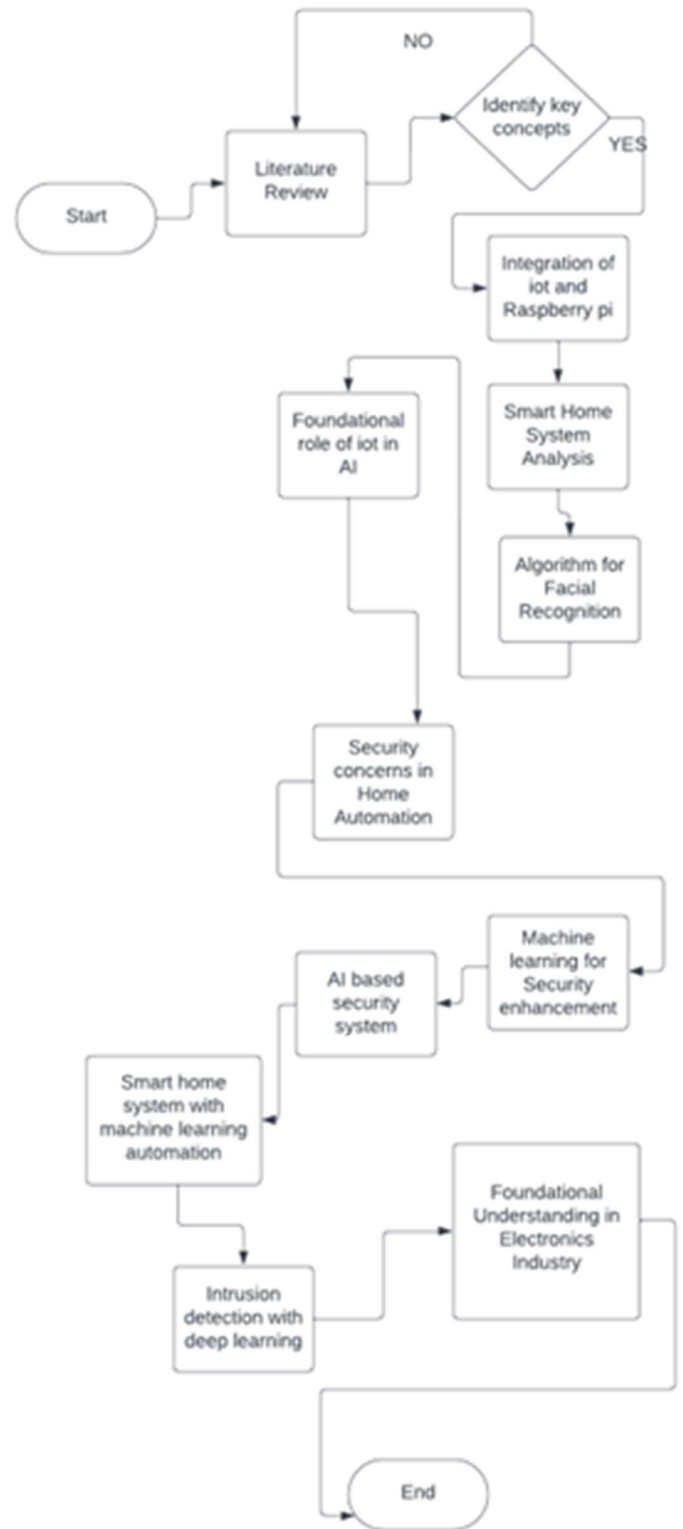 NO
Identify key
concepts
YES
Literature
Review
Start
Integration of
iot and
Raspberry pi
Smart Home
System
Analysis
Foundational
role of iot in
AI
Algorithm for
Facial
Recognition
Security
concerns in
Home
Automation
Machine
learning for
Security
enhancement
AI based
security
system
Smart home
system with
machine learning
automation
Foundational
Understanding in
Electronics
Industry
Intrusion
detection with
deep learning
End